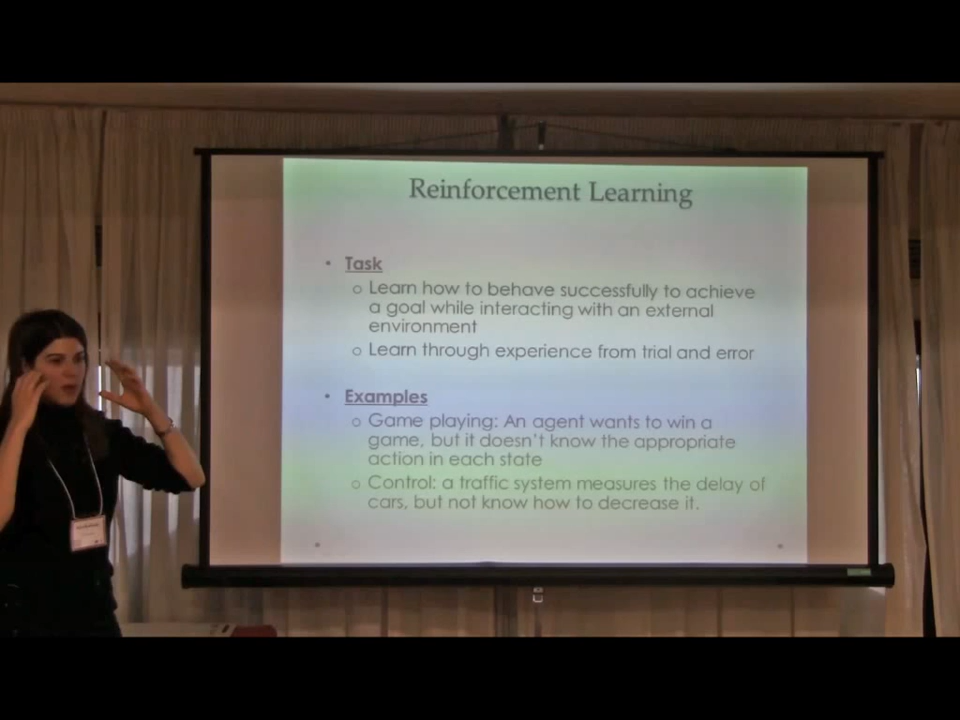 Reinforcement Learning
• Task
o Learn how to behave successfully to achieve
a goal while interacting with an external
environment
o Learn through experience from trial and error
• Examples
o Game playing: An agent wants to win a
game, but it doesn't know the appropriate
action in each state
o Control: a traffic system measures the delay of
cars, but not know how to decrease it.